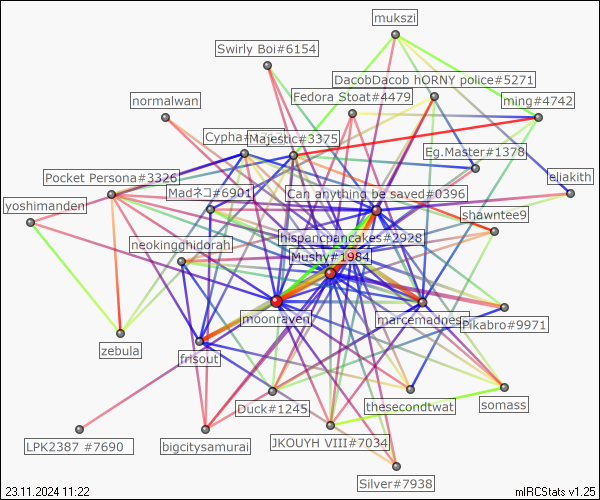 mukszi
Swirly Boi#6154
DacobDacob hORNY police#5271
Fedora Stoat#4479
ming#4742
normalwan
Majestic#3375
Eg.Master#1378
Pocket Persona#3326
eliakith
Madネコ#6901
Can anything be saved#0396
yoshimanden
shawntee9
hispancpancakes#2928
neokingghidorah
Mushy#1984
moonraven
marcemadness
Pikabro#9971
zebula
frisout
Duck#1245
thesecondtwat
somass
LPK2387 #7690
bigcitysamurai
JKOUYH VIII#7034
Silver#7938
23.11.2024 11:22
mIRCStats v1.25